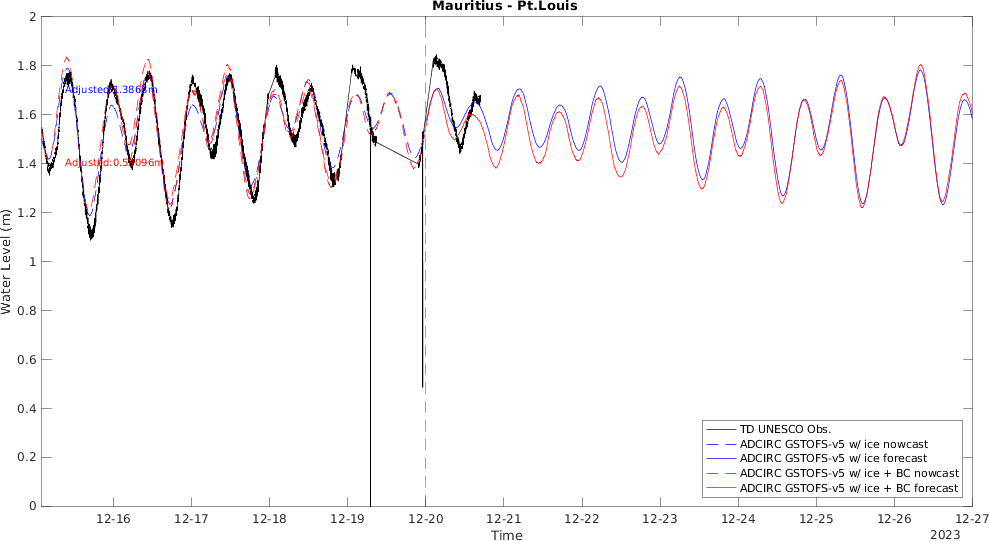 Mauritius - Pt.Louis
Water Level (m)
2
1.8
1.6
1.4
1.2
1
0.8
0.6
0.4
0.2
0
TD UNESCO Obs.
ADCIRC GSTOFS-v5 w/ ice nowcast
ADCIRC GSTOFS-v5 w/ ice forecast
ADCIRC GSTOFS-v5 w/ ice + BC nowcast
ADCIRC GSTOFS-v5 w/ ice + BC forecast
12-16 12-17 12-18 12-19 12-20 12-21 12-22 12-23 12-24 12-25 12-26 12-27
Time
2023